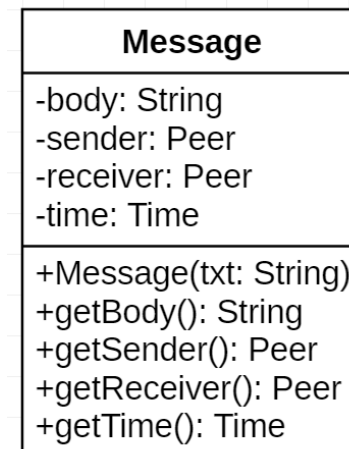 Message
-body: String
-sender: Peer
-receiver: Peer
-time: Time
+Message(txt: String)
+getBody(): String
+getSender(): Peer
+getReceiver(): Peer
+getTime(): Time